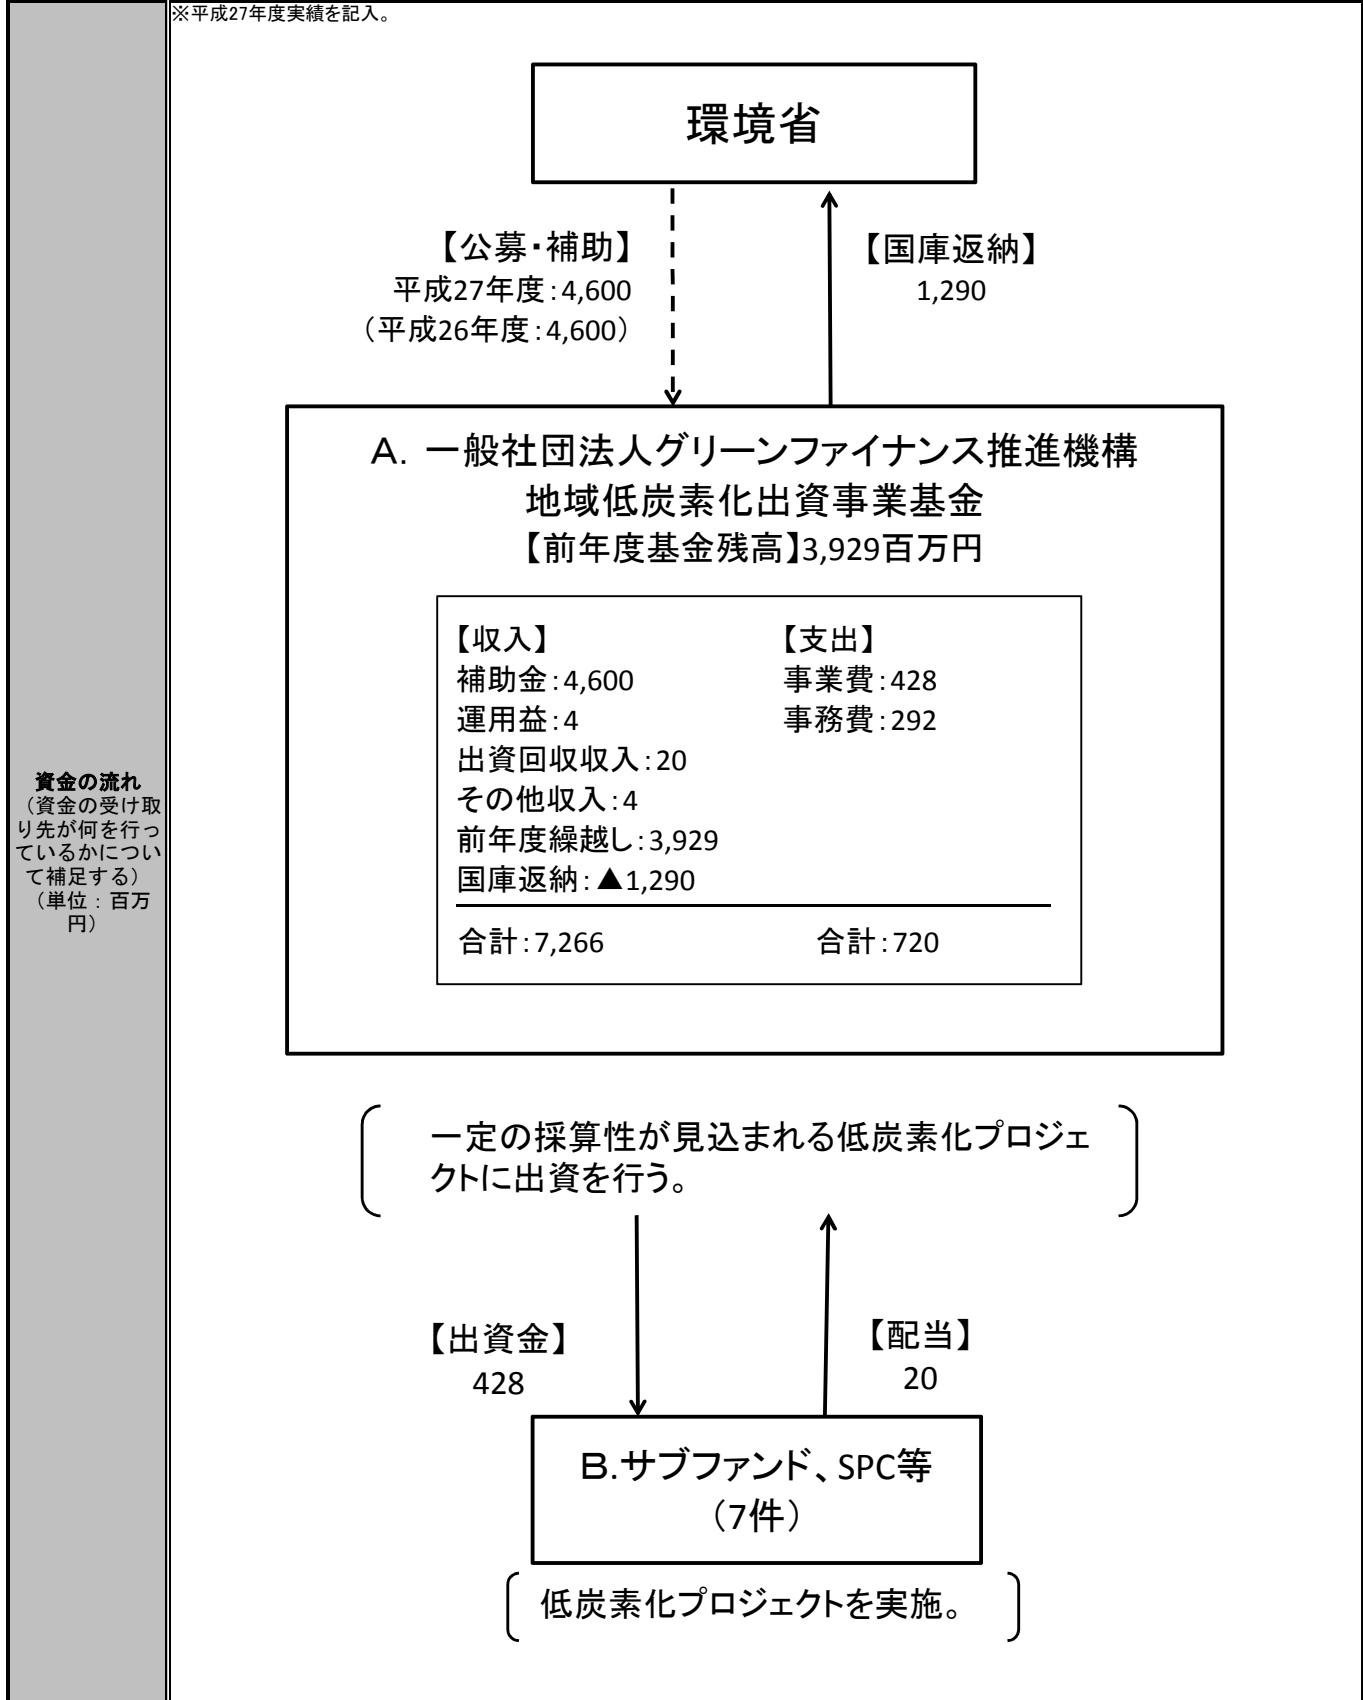 ※平成27年度実績を記入。
環境省
【公募・補助】
平成27年度：4,600
（平成26年度：4,600）
【国庫返納】
1,290
A. 一般社団法人グリーンファイナンス推進機構
地域低炭素化出資事業基金
【前年度基金残高】3,929百万円
【収入】
補助金：4,600
運用益：4
出資回収収入：20
その他収入：4
前年度繰越し：3,929
国庫返納：▲1,290
合計：7,266
【支出】
事業費：428
事務費：292
合計：720
資金の流れ
（資金の受け取
り先が何を行っ
ているかについ
て補足する）
（単位：百万
円）
一定の採算性が見込まれる低炭素化プロジェ
クトに出資を行う。
【出資金】
428
【配当】
20
B.サブファンド、SPC等
（7件）
低炭素化プロジェクトを実施。